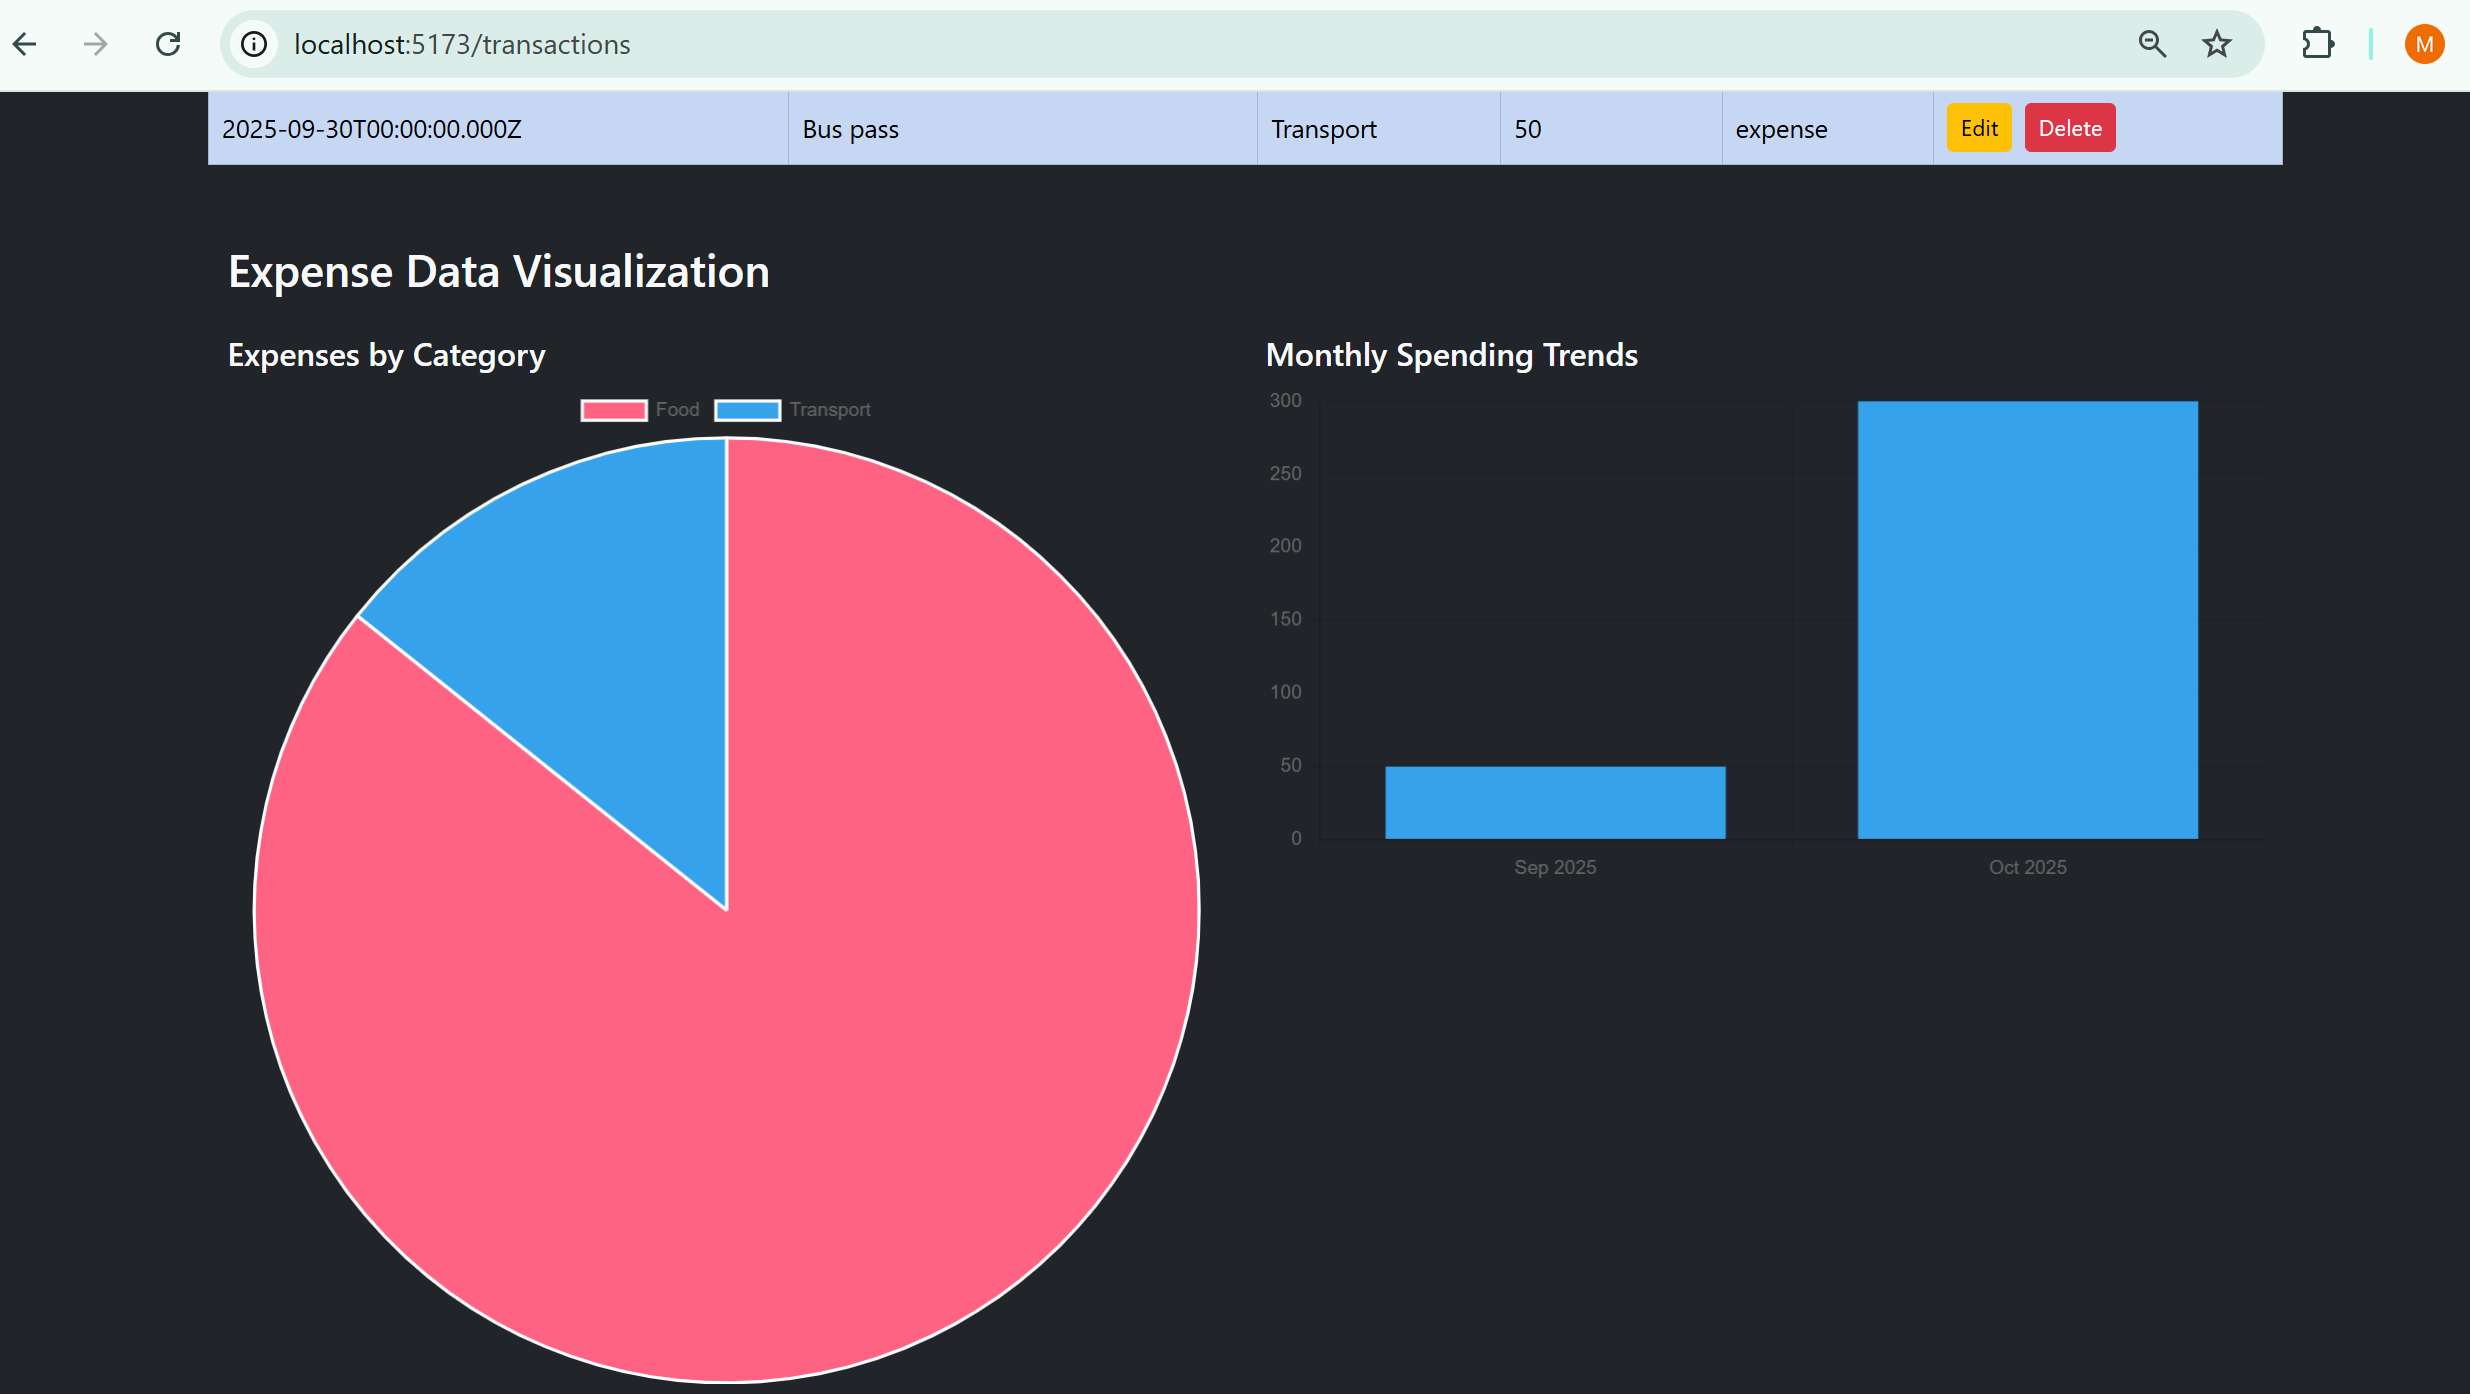 localhost:5173/transactions
M
2025-09-30T00:00:00.000Z Bus pass Transport 50 expense Edit Delete
Expense Data Visualization
Expenses by Category
Food Transport
Monthly Spending Trends
300
250
200
150
100
50
0
Sep 2025 Oct 2025